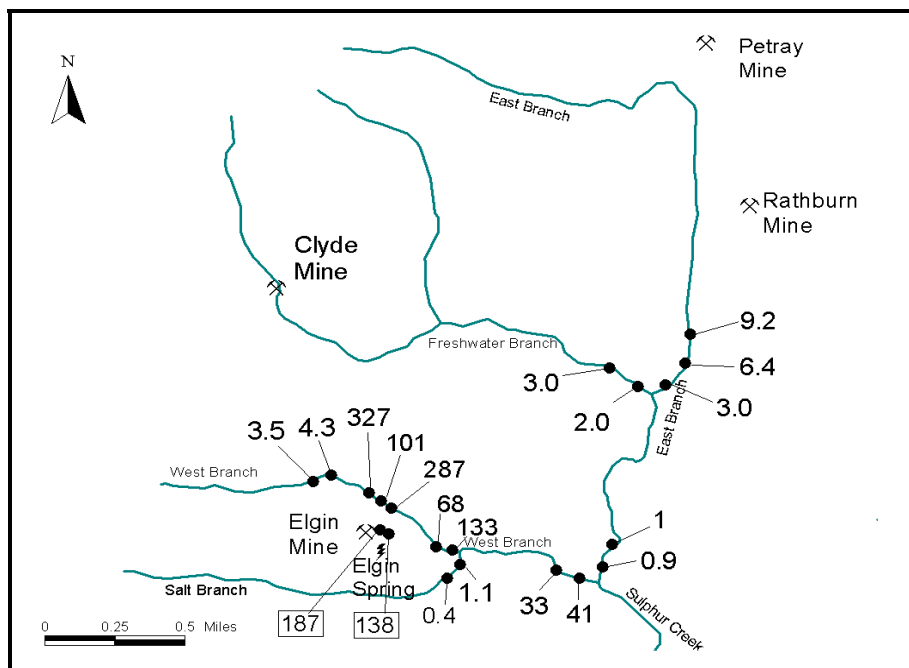 Petray
Mine
N
East Branch
Rathburn
Mine
Clyde
Mine
9.2
Freshwater Branch
6.4
3.0
3.0
2.0
East Branch
327
4.3
101
3.5
287
West Branch
68
133
Elgin
Mine
West Branch
1
Elgin
Spring
0.9
Salt Branch
1.1
33
41
Sulphur Creek
0.4
187
138
0 0.25 0.5 Miles